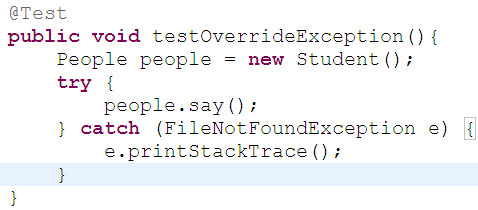 @Test
public void testOverrideException(){
    People people = new Student();
    try {
        people.say();
    } catch (FileNotFoundException e) {
        e.printStackTrace();
    }
}